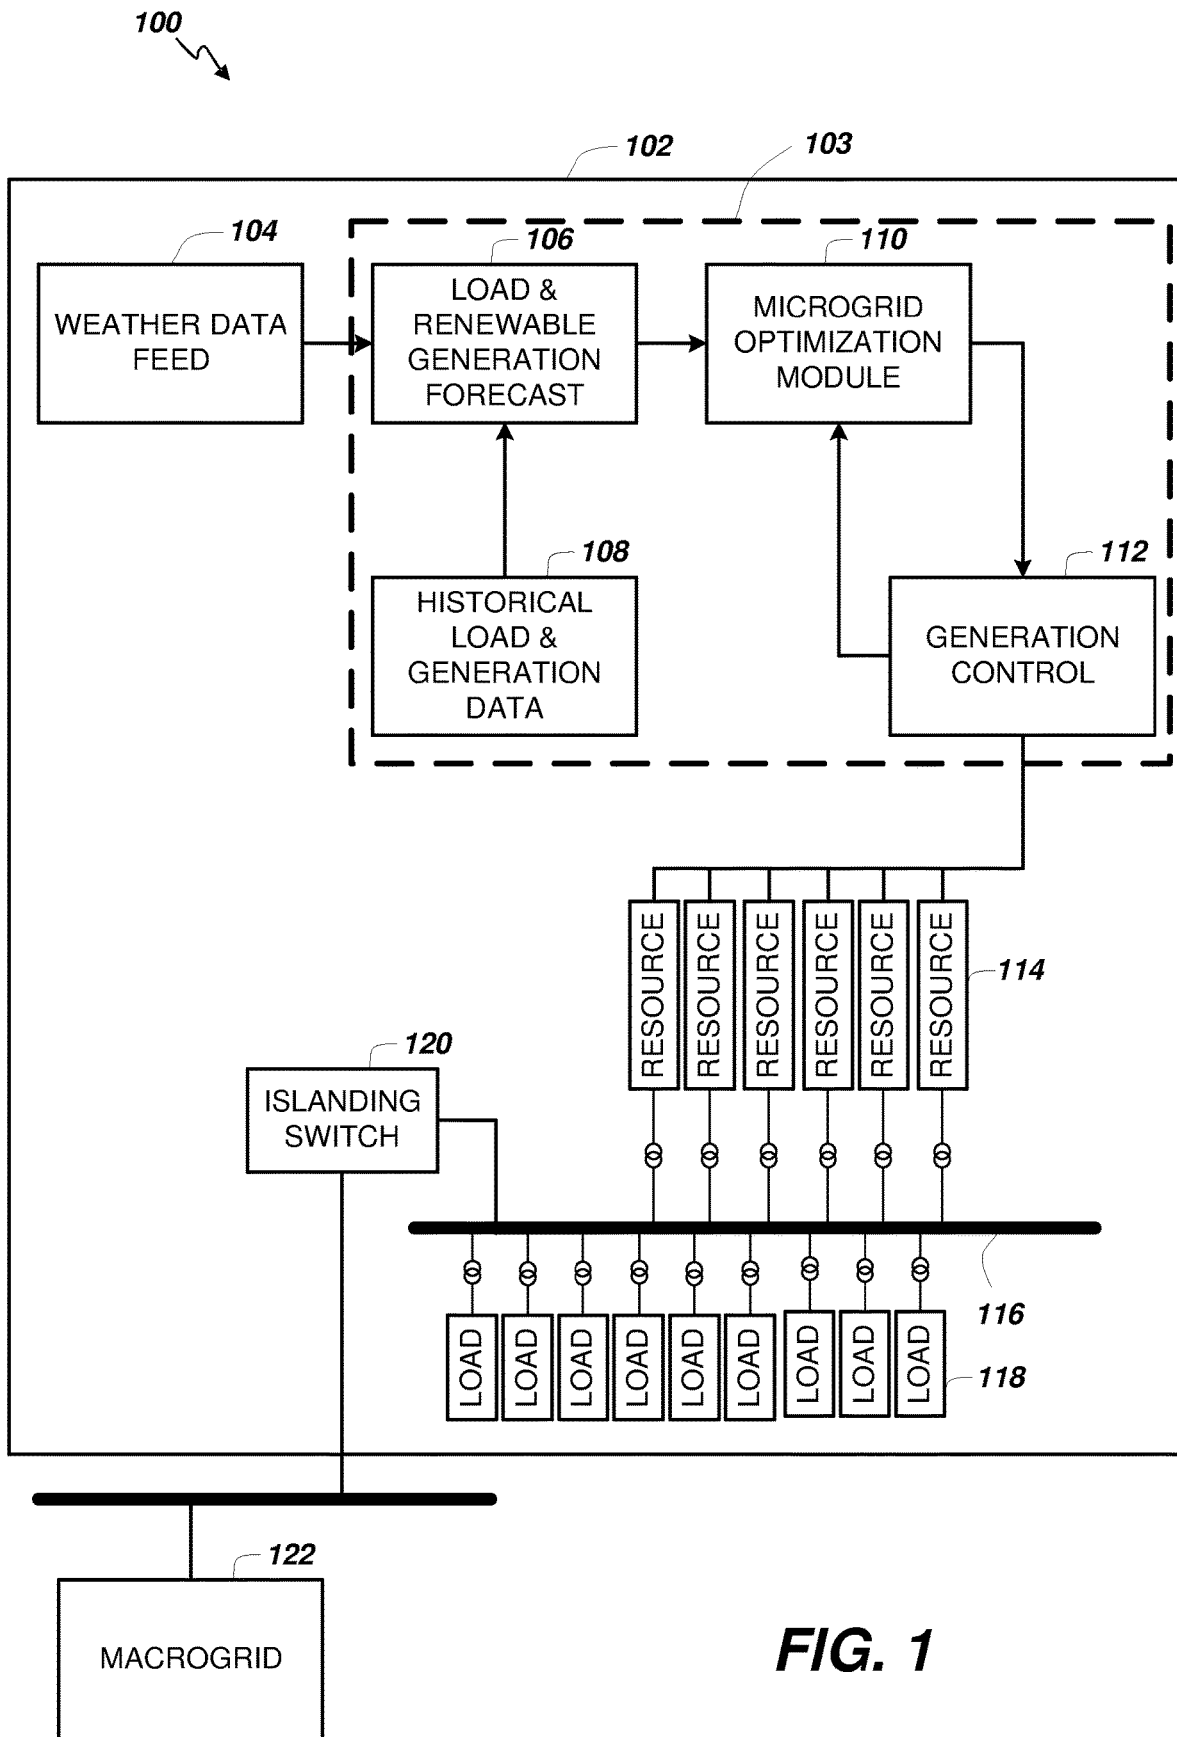 100
102
103
104
106
110
WEATHER DATA
FEED
LOAD &
RENEWABLE
GENERATION
FORECAST
MICROGRID
OPTIMIZATION
MODULE
108
112
HISTORICAL
LOAD &
GENERATION
DATA
GENERATION
CONTROL
RESOURCE
RESOURCE
RESOURCE
RESOURCE
RESOURCE
RESOURCE
114
120
ISLANDING
SWITCH
116
LOAD
LOAD
LOAD
LOAD
LOAD
LOAD
LOAD
LOAD
LOAD
118
122
MACROGRID
FIG. 1